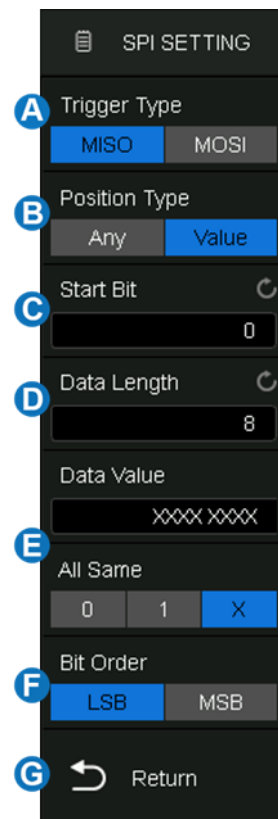 SPI SETTING
A
Trigger Type
MISO MOSI
B
Position Type
Any Value
C
Start Bit
0
D
Data Length
8
Data Value
XXXX XXXX
E
All Same
0 1 X
F
Bit Order
LSB MSB
G
Return